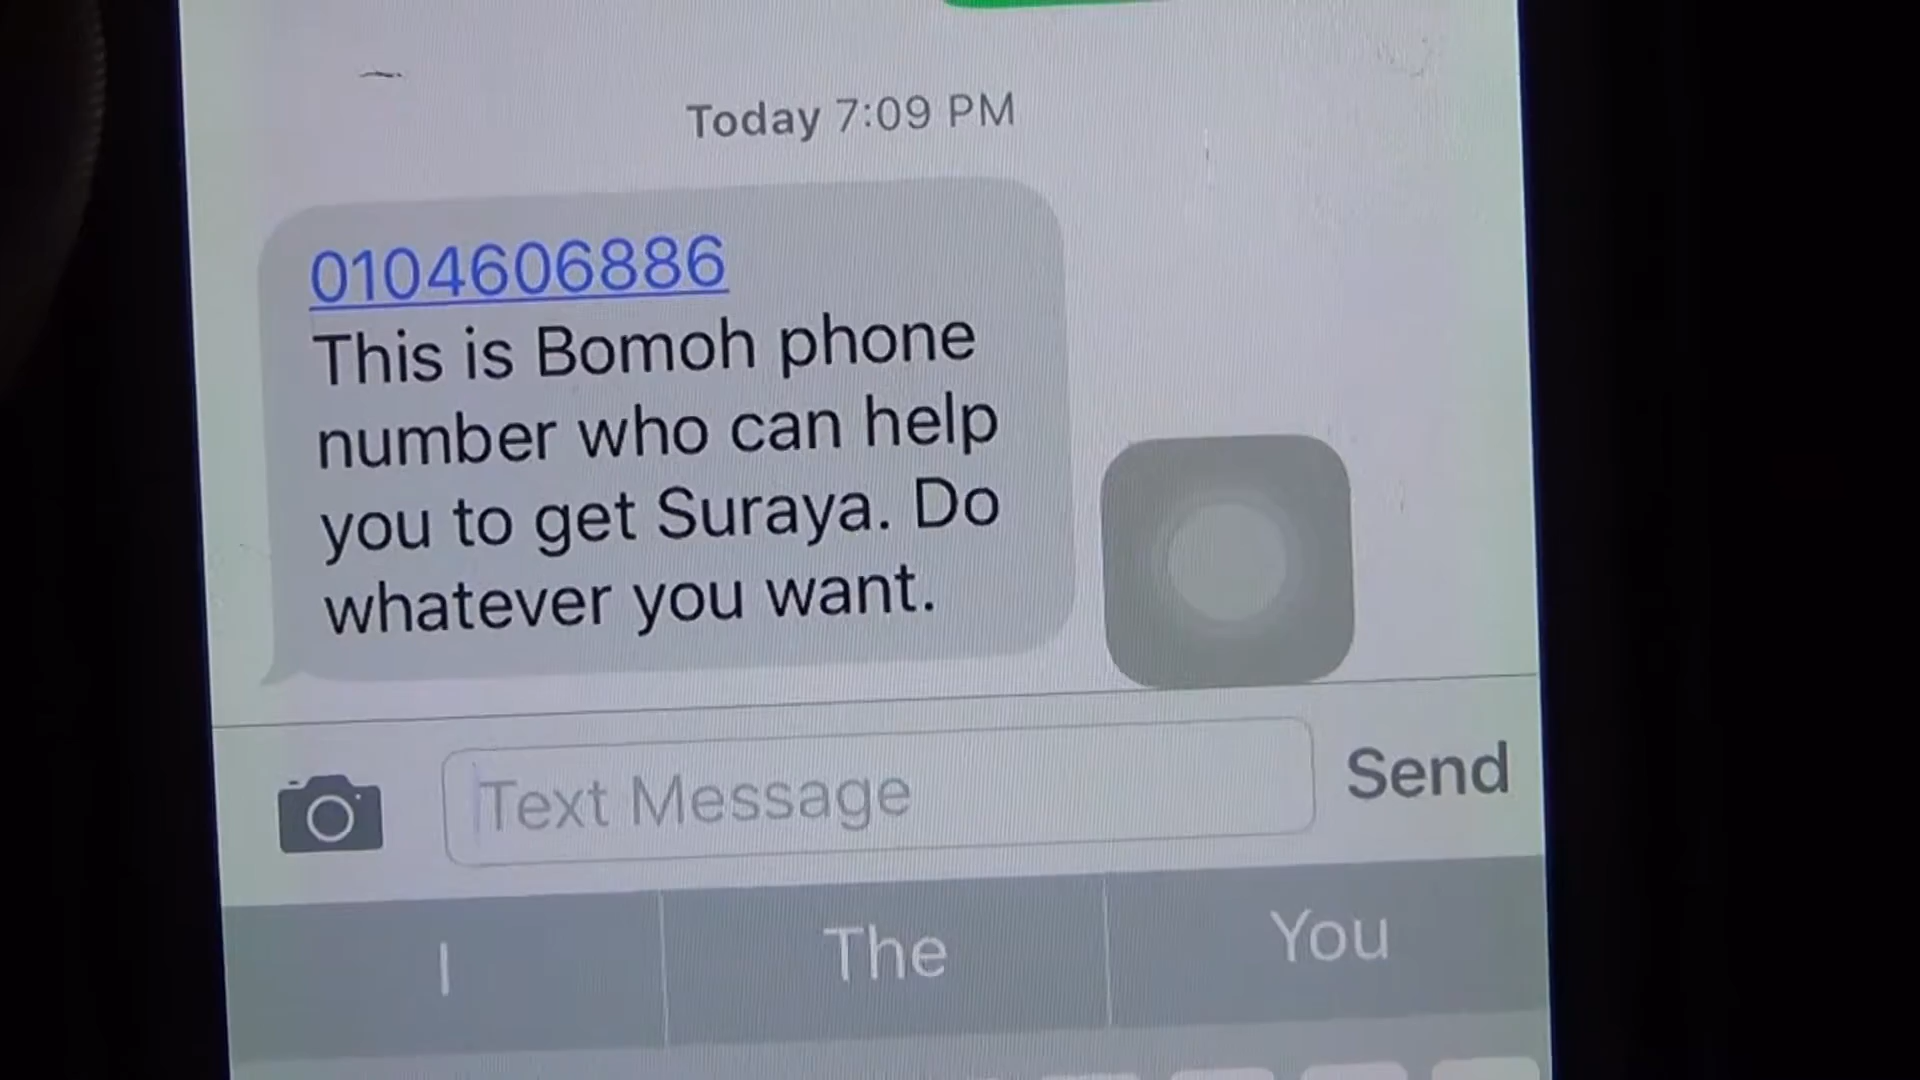 Today 7:09 PM
0104606886
This is Bomoh phone
number who can help
you to get Suraya. Do
whatever you want.
Text Message
Send
I
The
You